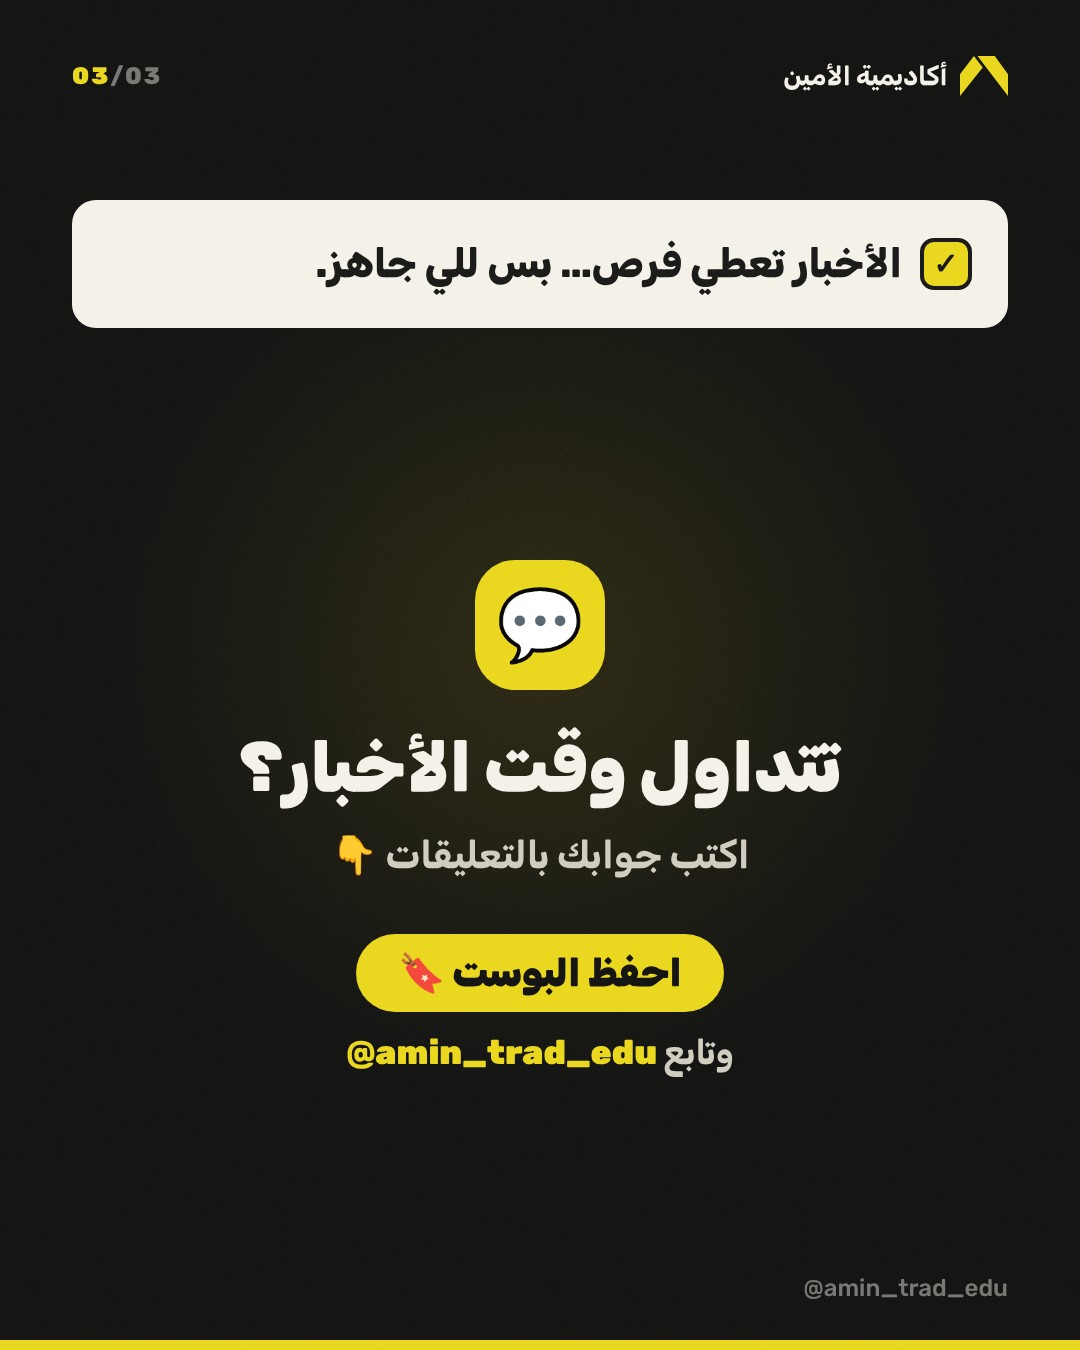 أكاديمية الأمين
03/03
الأخبار تعطي فرص... بس للي جاهز.
تتداول وقت الأخبار؟
اكتب جوابك بالتعليقات 👇
احفظ البوست 🔖
وتابع @amin_trad_edu
@amin_trad_edu